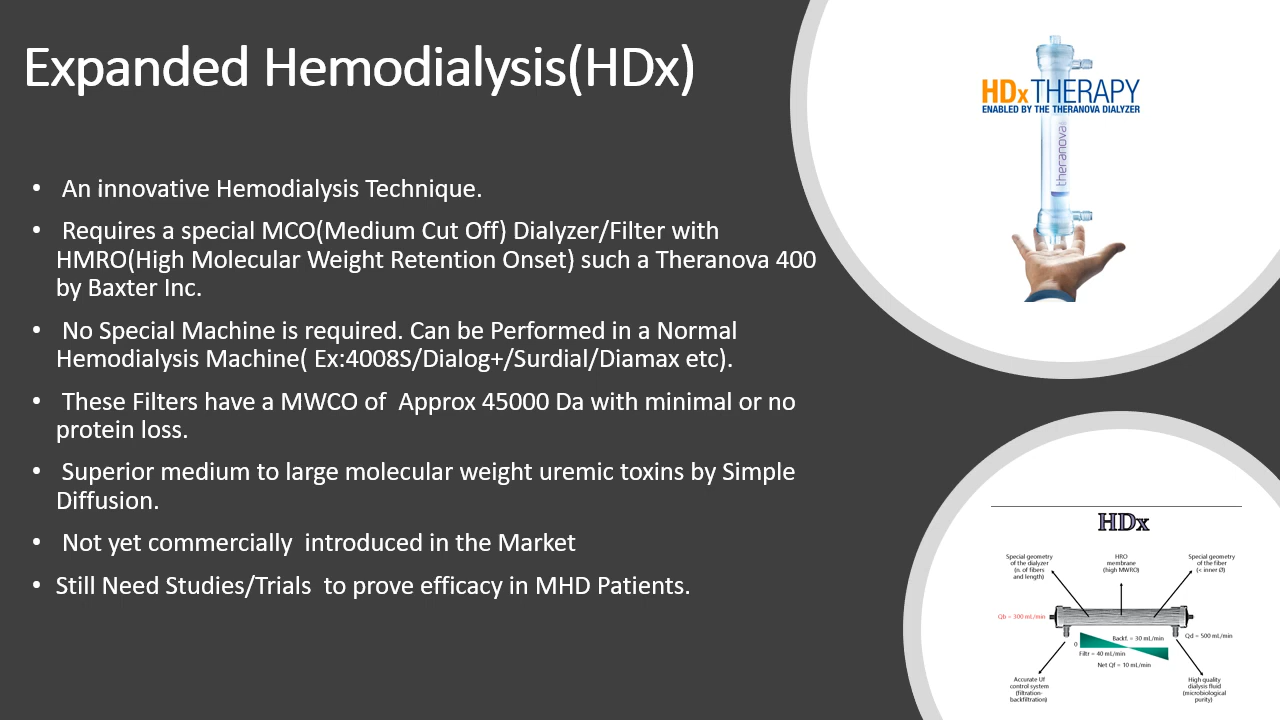 Expanded Hemodialysis(HDx)
• An innovative Hemodialysis Technique.
• Requires a special MCO(Medium Cut Off) Dialyzer/Filter with
HMRO(High Molecular Weight Retention Onset) such a Theranova 400
by Baxter Inc.
• No Special Machine is required. Can be Performed in a Normal
Hemodialysis Machine( Ex:4008S/Dialog+/Surdial/Diamax etc).
• These Filters have a MWCO of  Approx 45000 Da with minimal or no
protein loss.
• Superior medium to large molecular weight uremic toxins by Simple
Diffusion.
• Not yet commercially  introduced in the Market
• Still Need Studies/Trials  to prove efficacy in MHD Patients.
HDxTHERAPY
ENABLED BY THE THERANOVA DIALYZER
theranova
HDx
Special geometry
of the dialyzer
(n. of fibers
and length)
HRO
membrane
(high MWRO)
Special geometry
of the fiber
(< inner Ø)
Qb = 300 mL/min
Qd = 500 mL/min
0
Backf. = 30 mL/min
Filtr = 40 mL/min
Net Qf = 10 mL/min
Accurate Uf
control system
(filtration-
backfiltration)
High quality
dialysis fluid
(microbiological
purity)